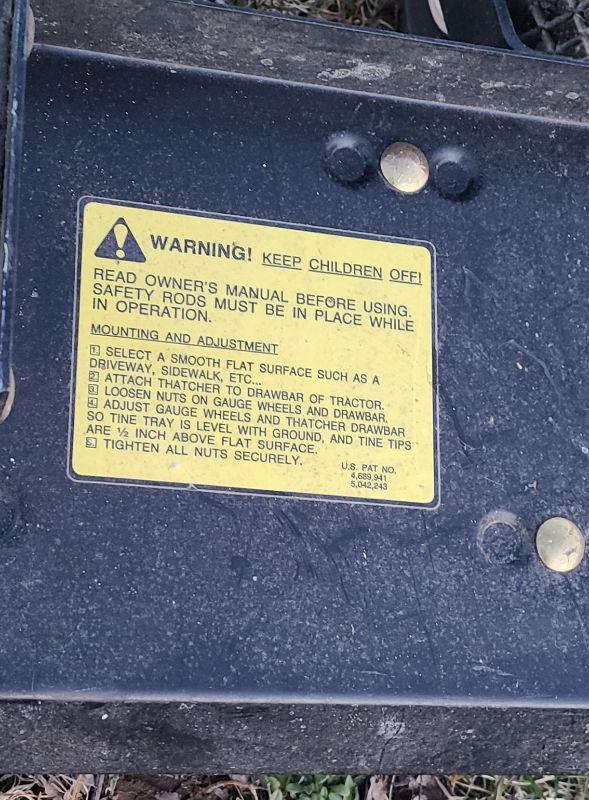 WARNING! KEEP CHILDREN OFF!
READ OWNER'S MANUAL BEFORE USING.
SAFETY RODS MUST BE IN PLACE WHILE
IN OPERATION.
MOUNTING AND ADJUSTMENT
1. SELECT A SMOOTH FLAT SURFACE SUCH AS A
DRIVEWAY, SIDEWALK, ETC...
2. ATTACH THATCHER TO DRAWBAR OF TRACTOR.
3. LOOSEN NUTS ON GAUGE WHEELS AND DRAWBAR.
4. ADJUST GAUGE WHEELS AND THATCHER DRAWBAR
SO TINE TRAY IS LEVEL WITH GROUND, AND TINE TIPS
ARE ½ INCH ABOVE FLAT SURFACE.
5. TIGHTEN ALL NUTS SECURELY.
U.S. PAT NO.
4,689,941
5,042,243